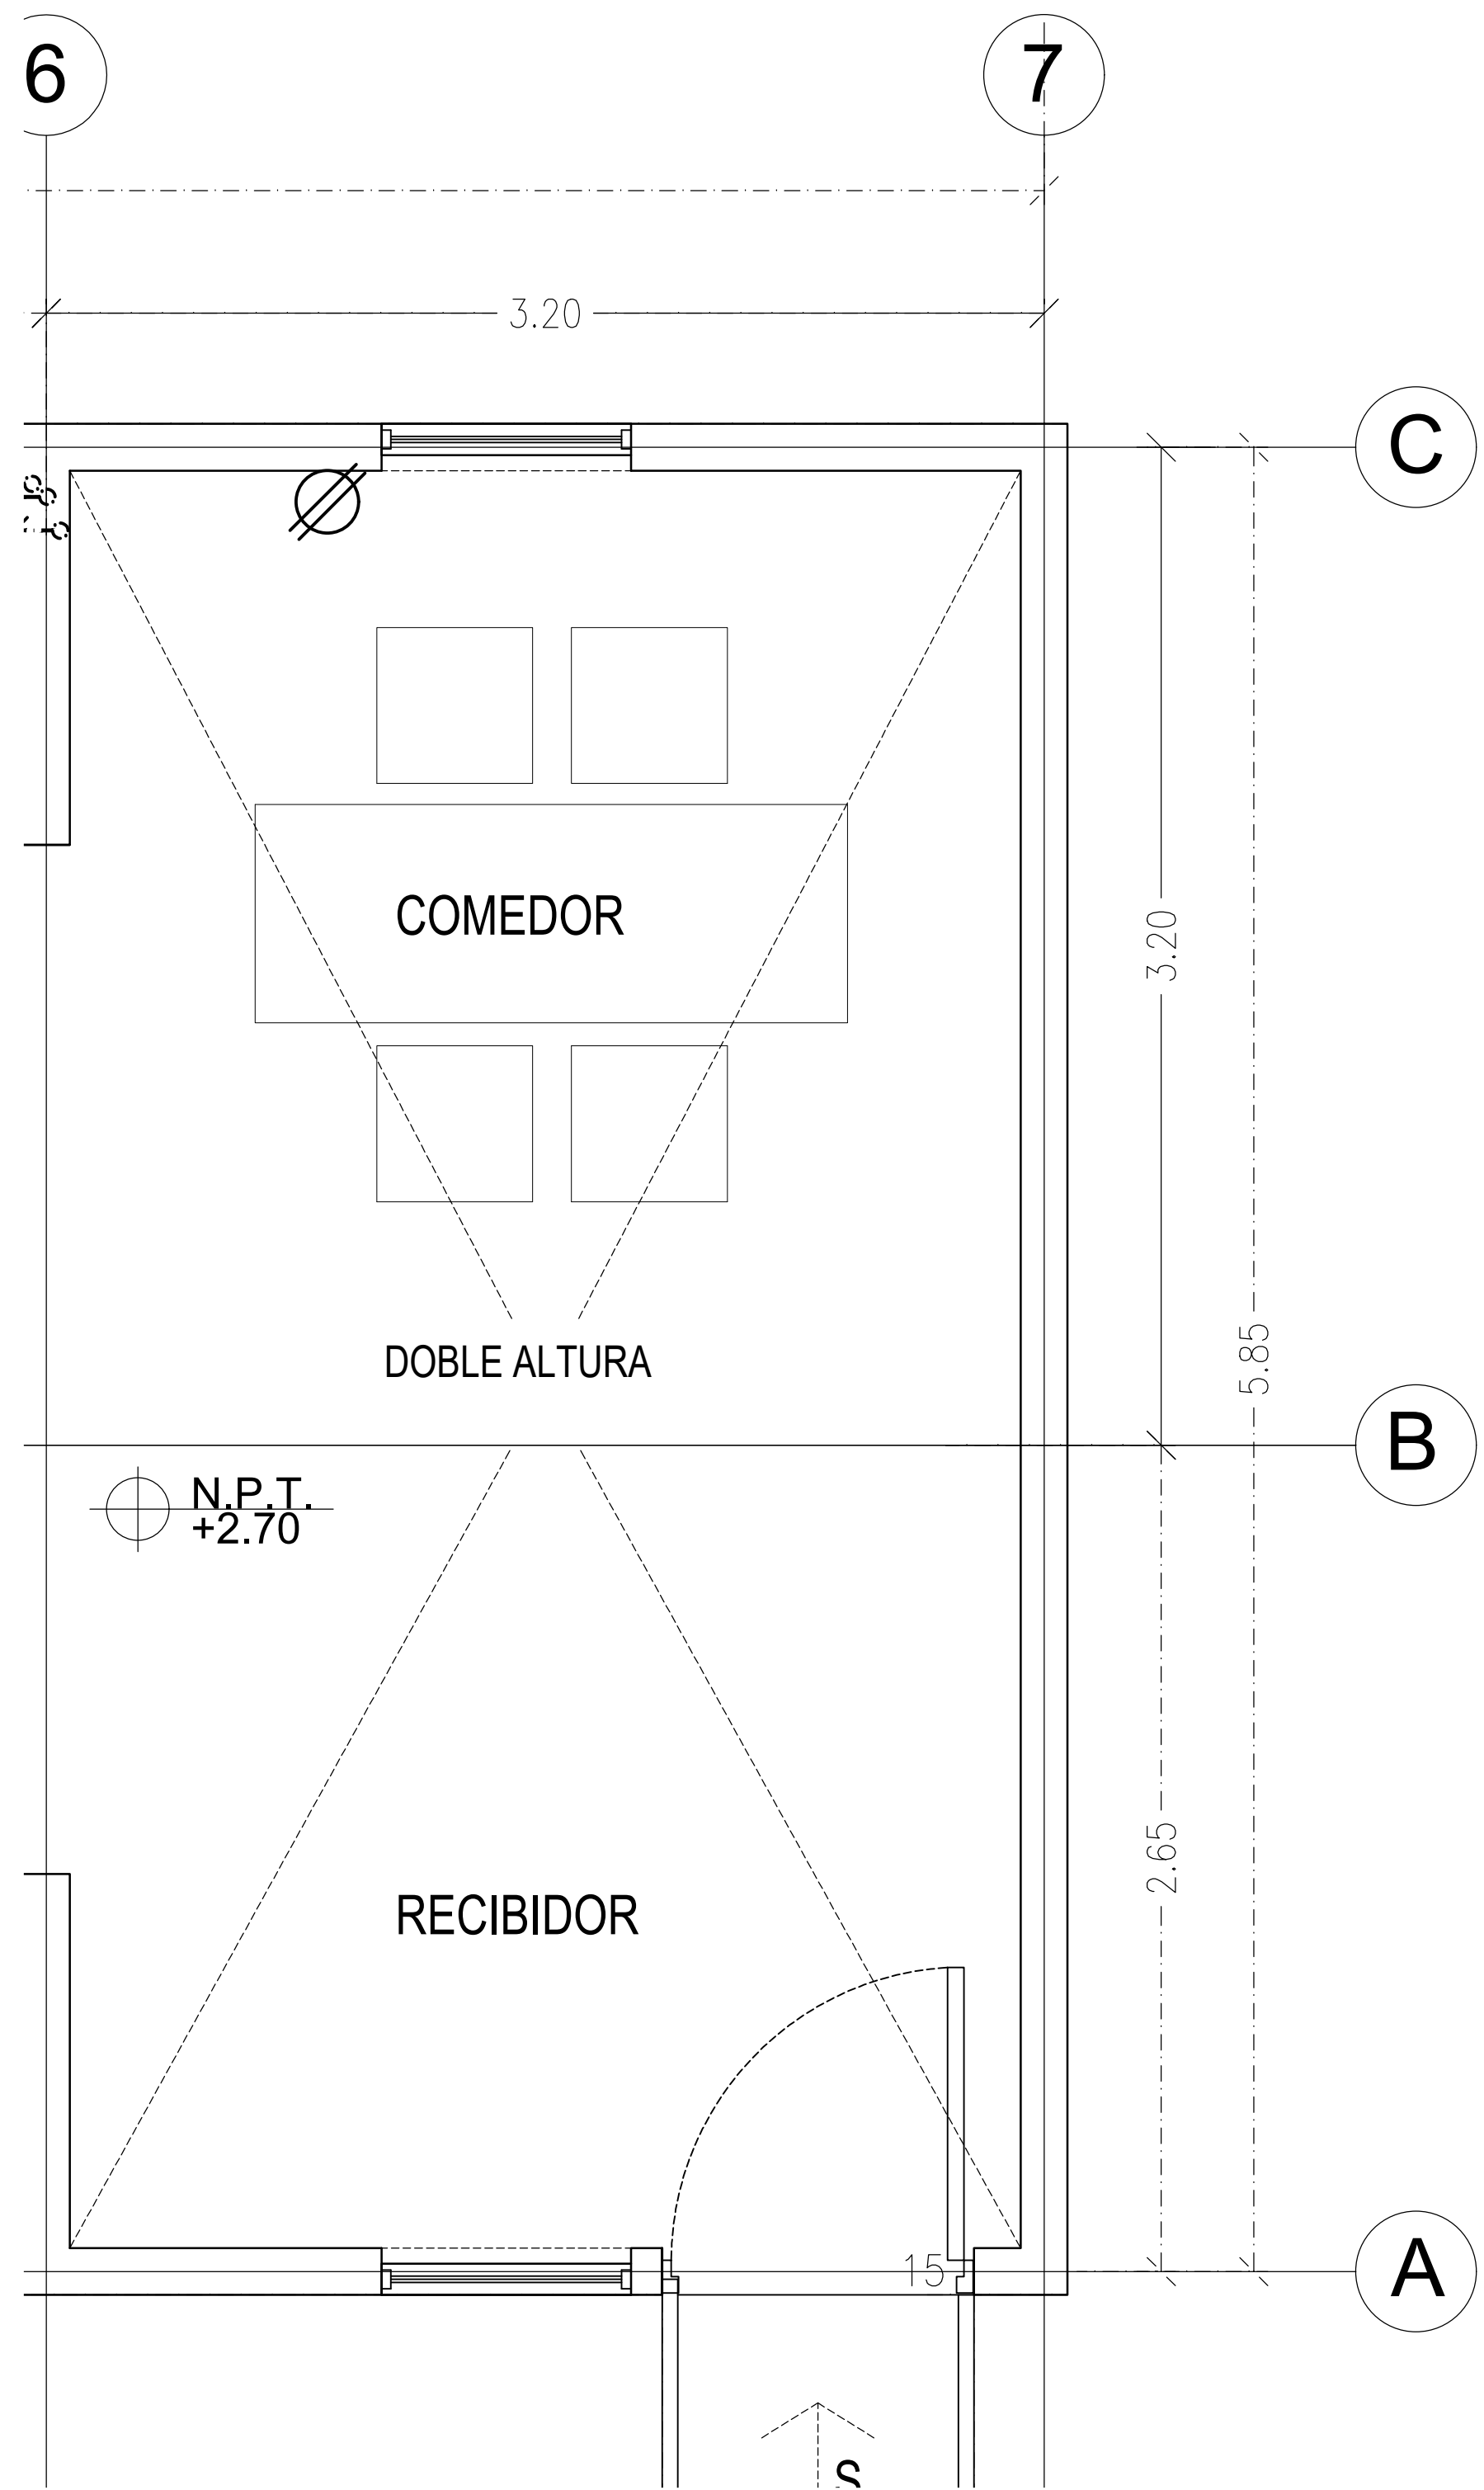 6
7
3.20
C
COMEDOR
3.20
5.85
DOBLE ALTURA
B
N.P.T.
+2.70
2.65
RECIBIDOR
15
A
S